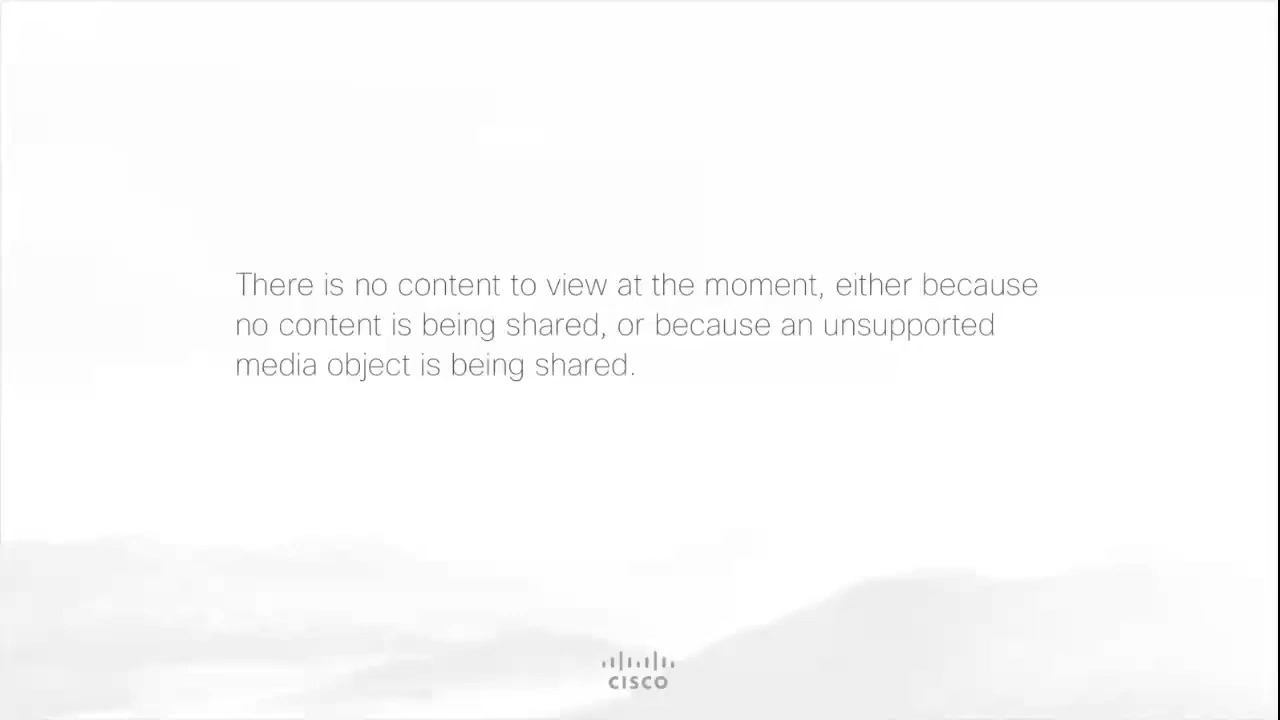 There is no content to view at the moment, either because
no content is being shared, or because an unsupported
media object is being shared.
CISCO